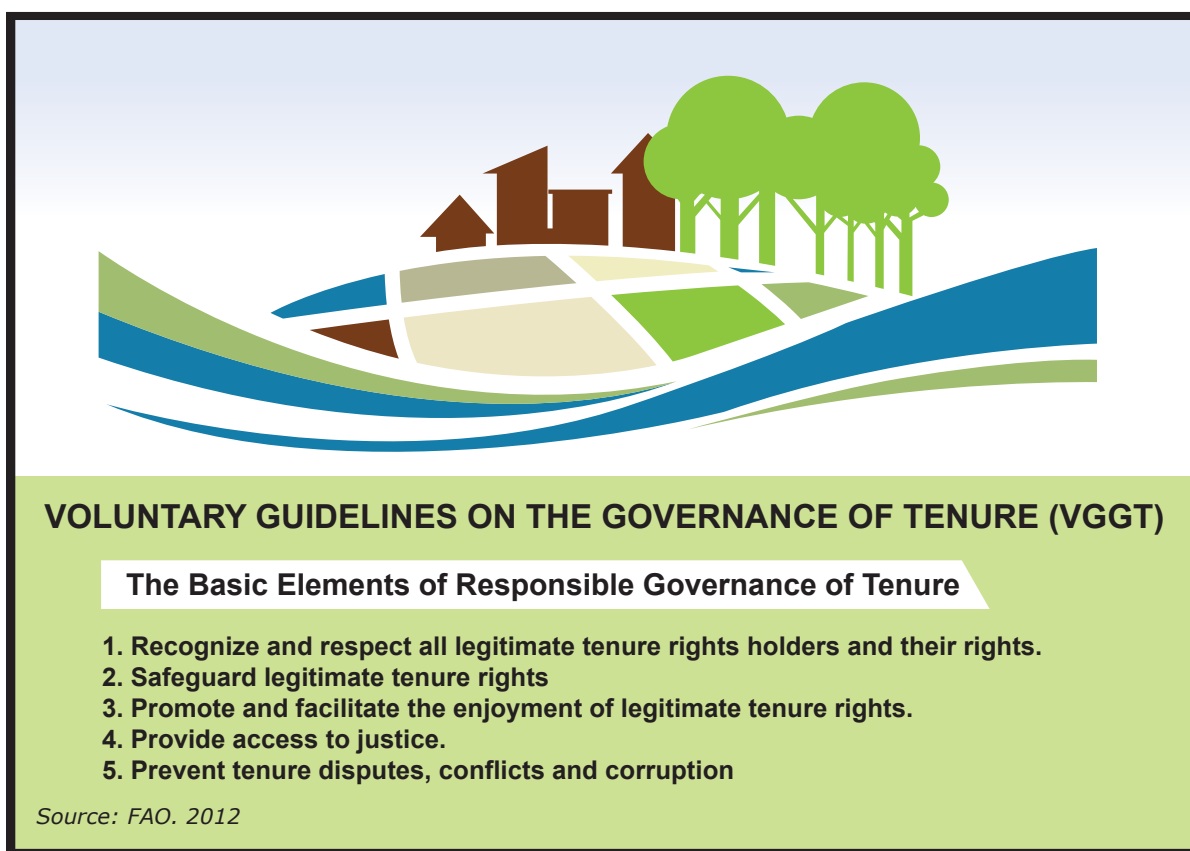 VOLUNTARY GUIDELINES ON THE GOVERNANCE OF TENURE (VGGT)
The Basic Elements of Responsible Governance of Tenure
1. Recognize and respect all legitimate tenure rights holders and their rights.
2. Safeguard legitimate tenure rights
3. Promote and facilitate the enjoyment of legitimate tenure rights.
4. Provide access to justice.
5. Prevent tenure disputes, conflicts and corruption
Source: FAO. 2012